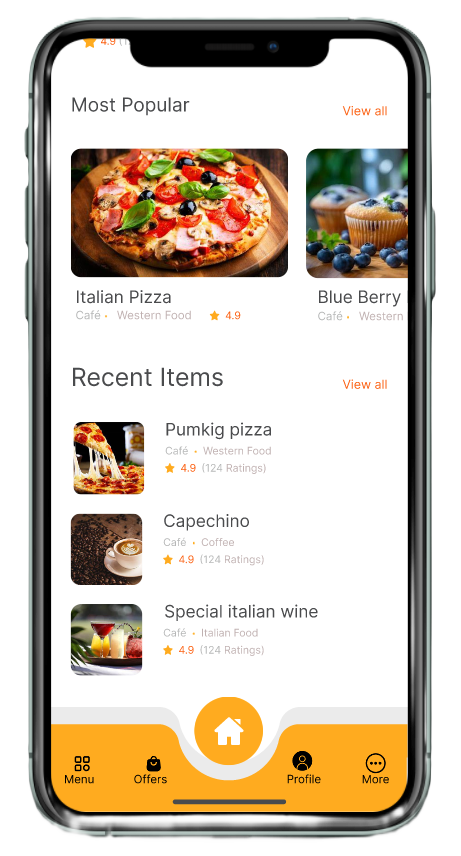 4.9
Most Popular
View all
Italian Pizza
Café • Western Food ★ 4.9
Blue Berry
Café • Western
Recent Items
View all
Pumkig pizza
Café • Western Food
4.9 (124 Ratings)
Capechino
Café • Coffee
4.9 (124 Ratings)
Special italian wine
Café • Italian Food
4.9 (124 Ratings)
Menu
Offers
Profile
More